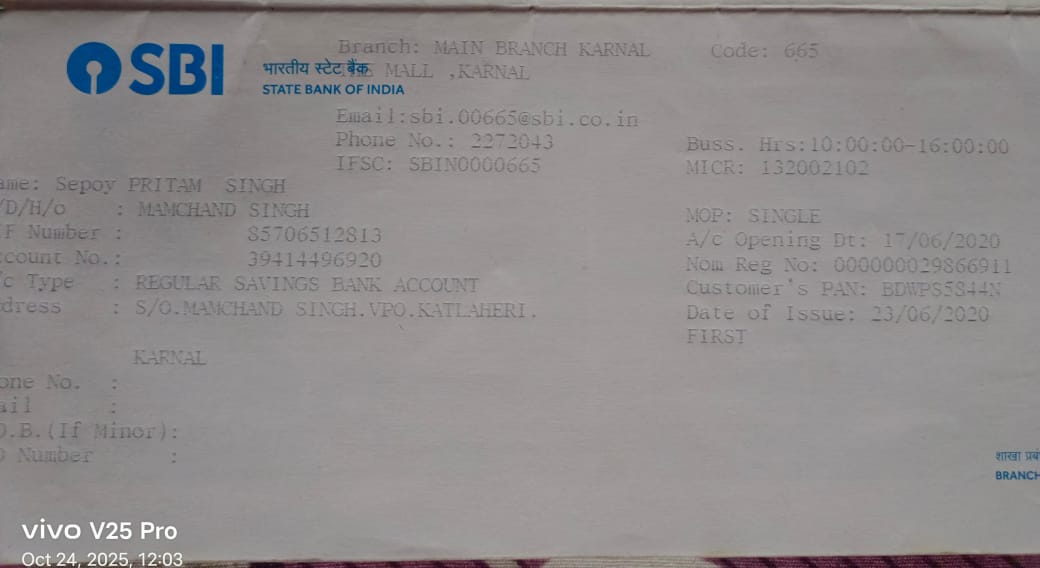 SBI
भारतीय स्टेट बैंक
STATE BANK OF INDIA
Branch: MAIN BRANCH KARNAL Code: 665
MALL ,KARNAL
Email:sbi.00665@sbi.co.in
Phone No.: 2272043 Buss. Hrs:10:00:00-16:00:00
IFSC: SBIN0000665 MICR: 132002102
ame: Sepoy PRITAM SINGH
/D/H/o : MAMCHAND SINGH MOP: SINGLE
F Number : 85706512813 A/c Opening Dt: 17/06/2020
ccount No.: 39414496920 Nom Reg No: 000000029866911
c Type : REGULAR SAVINGS BANK ACCOUNT Customer's PAN: BDWPS5844N
dress : S/O.MAMCHAND SINGH.VPO.KATLAHERI. Date of Issue: 23/06/2020
FIRST
KARNAL
one No. :
ail :
O.B.(If Minor):
O Number :
शाखा प्रबं
BRANCH
vivo V25 Pro
Oct 24, 2025, 12:03